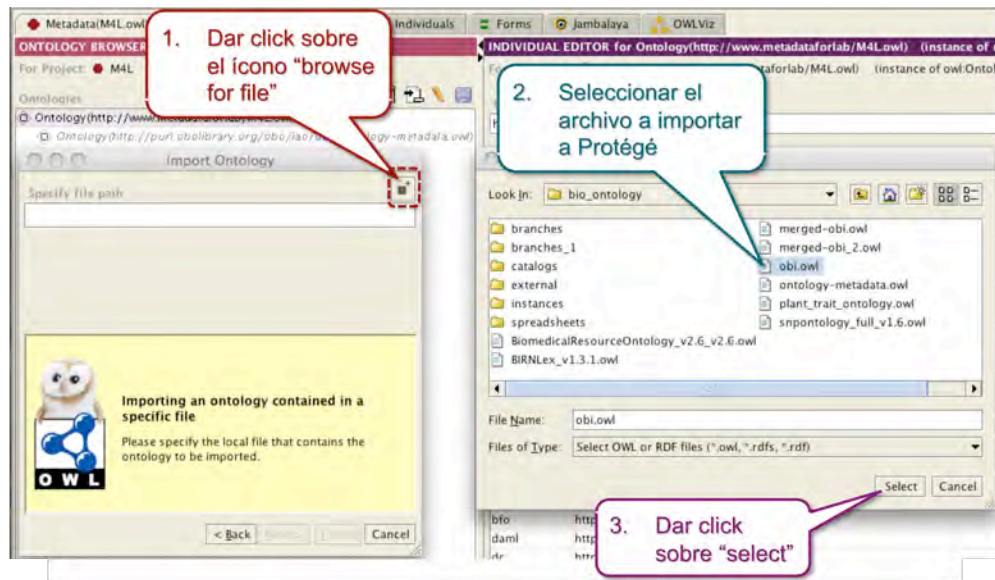 Metadata(M4L.owl
Individuals
Forms
Jambalaya
OWLViz
ONTOLOGY BROWSER
For Project: M4L
Ontologies
Ontology(http://www.
Ontology(http://purl.obolibrary.org/obo/iao/
1. Dar click sobre
el ícono “browse
for file”
INDIVIDUAL EDITOR for Ontology(http://www.metadataforlab/M4L.owl) (instance of
taforlab/M4L.owl) (instance of owl:Ontol
2. Seleccionar el
archivo a importar
a Protégé
Import Ontology
Specify file path
Importing an ontology contained in a
specific file
Please specify the local file that contains the
ontology to be imported.
OWL
< Back
Cancel
Look In: bio_ontology
branches
branches_1
catalogs
external
instances
spreadsheets
BiomedicalResourceOntology_v2.6_v2.6.owl
BIRNLex_v1.3.1.owl
merged-obi.owl
merged-obi_2.owl
obi.owl
ontology-metadata.owl
plant_trait_ontology.owl
snpontology_full_v1.6.owl
File Name: obi.owl
Files of Type: Select OWL or RDF files (*.owl, *.rdfs, *.rdf)
Select Cancel
bfo http
daml http
dc http
3. Dar click
sobre “select”